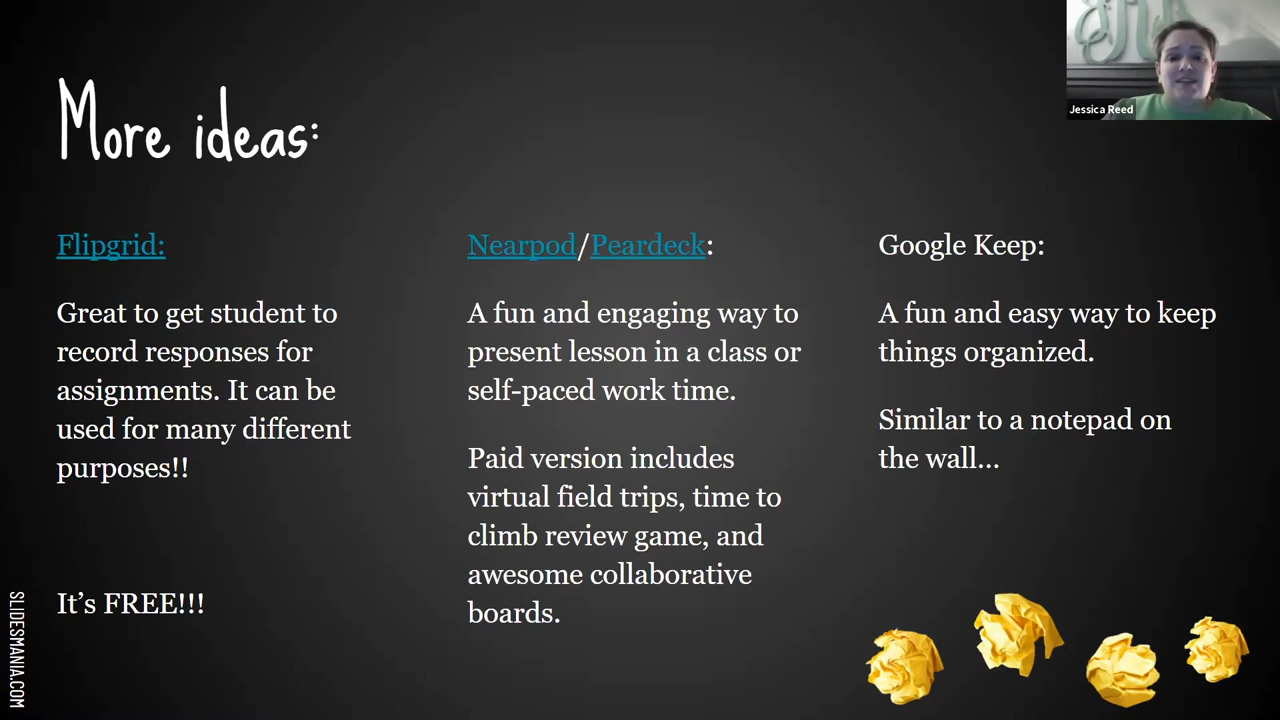 More ideas:
Jessica Reed
Flipgrid:
Great to get student to
record responses for
assignments. It can be
used for many different
purposes!!
It's FREE!!!
Nearpod/Peardeck:
A fun and engaging way to
present lesson in a class or
self-paced work time.
Paid version includes
virtual field trips, time to
climb review game, and
awesome collaborative
boards.
Google Keep:
A fun and easy way to keep
things organized.
Similar to a notepad on
the wall...
SLIDESMANIA.COM